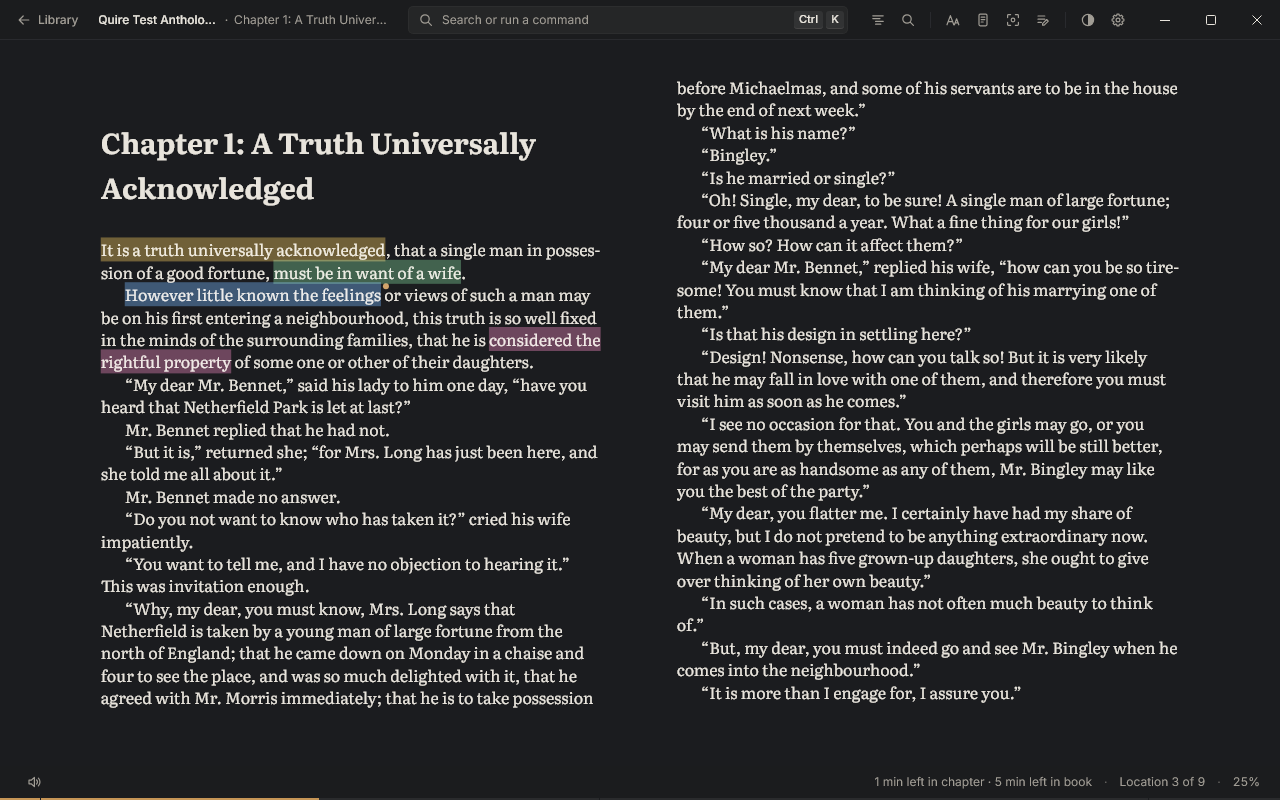 Library
Quire Test Antholo... · Chapter 1: A Truth Univer...
Search or run a command
Ctrl K
AA
Chapter 1: A Truth Universally
Acknowledged
It is a truth universally acknowledged, that a single man in posses-
sion of a good fortune, must be in want of a wife.
However little known the feelings or views of such a man may
be on his first entering a neighbourhood, this truth is so well fixed
in the minds of the surrounding families, that he is considered the
rightful property of some one or other of their daughters.
“My dear Mr. Bennet,” said his lady to him one day, “have you
heard that Netherfield Park is let at last?”
Mr. Bennet replied that he had not.
“But it is,” returned she; “for Mrs. Long has just been here, and
she told me all about it.”
Mr. Bennet made no answer.
“Do you not want to know who has taken it?” cried his wife
impatiently.
“You want to tell me, and I have no objection to hearing it.”
This was invitation enough.
“Why, my dear, you must know, Mrs. Long says that
Netherfield is taken by a young man of large fortune from the
north of England; that he came down on Monday in a chaise and
four to see the place, and was so much delighted with it, that he
agreed with Mr. Morris immediately; that he is to take possession
before Michaelmas, and some of his servants are to be in the house
by the end of next week.”
“What is his name?”
“Bingley.”
“Is he married or single?”
“Oh! Single, my dear, to be sure! A single man of large fortune;
four or five thousand a year. What a fine thing for our girls!”
“How so? How can it affect them?”
“My dear Mr. Bennet,” replied his wife, “how can you be so tire-
some! You must know that I am thinking of his marrying one of
them.”
“Is that his design in settling here?”
“Design! Nonsense, how can you talk so! But it is very likely
that he may fall in love with one of them, and therefore you must
visit him as soon as he comes.”
“I see no occasion for that. You and the girls may go, or you
may send them by themselves, which perhaps will be still better,
for as you are as handsome as any of them, Mr. Bingley may like
you the best of the party.”
“My dear, you flatter me. I certainly have had my share of
beauty, but I do not pretend to be anything extraordinary now.
When a woman has five grown-up daughters, she ought to give
over thinking of her own beauty.”
“In such cases, a woman has not often much beauty to think
of.”
“But, my dear, you must indeed go and see Mr. Bingley when he
comes into the neighbourhood.”
“It is more than I engage for, I assure you.”
1 min left in chapter · 5 min left in book · Location 3 of 9 · 25%